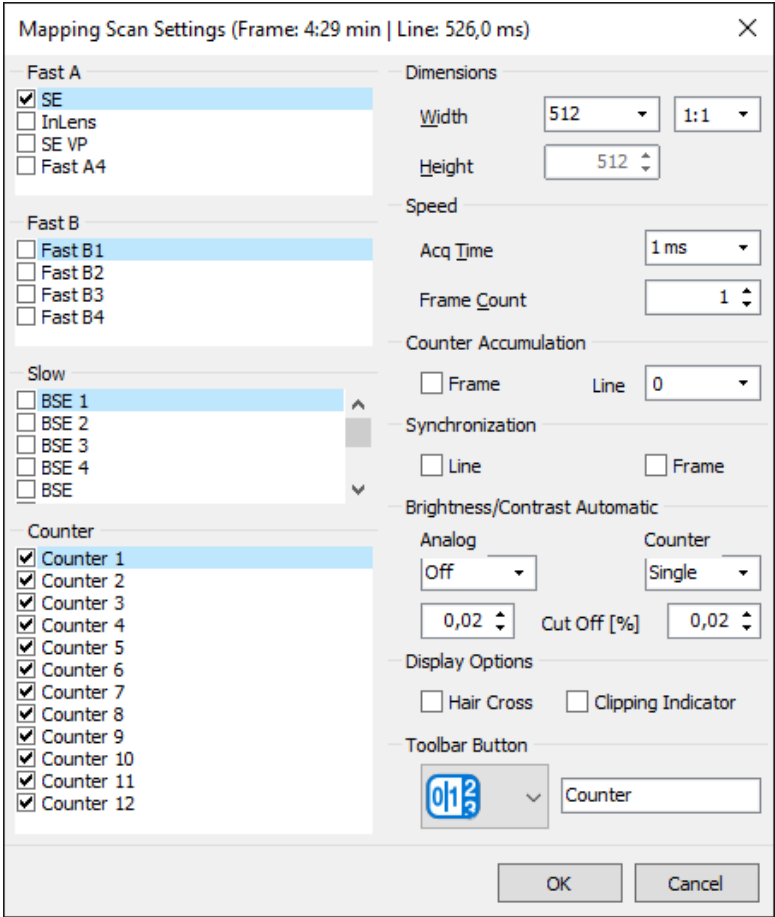 Mapping Scan Settings (Frame: 4:29 min | Line: 526,0 ms)
Fast A
SE
InLens
SE VP
Fast A4
Fast B
Fast B1
Fast B2
Fast B3
Fast B4
Slow
BSE 1
BSE 2
BSE 3
BSE 4
BSE
Counter
Counter 1
Counter 2
Counter 3
Counter 4
Counter 5
Counter 6
Counter 7
Counter 8
Counter 9
Counter 10
Counter 11
Counter 12
Dimensions
Width 512 1:1
Height 512
Speed
Acq Time 1 ms
Frame Count 1
Counter Accumulation
Frame Line 0
Synchronization
Line Frame
Brightness/Contrast Automatic
Analog Counter
Off Single
0,02 Cut Off [%] 0,02
Display Options
Hair Cross Clipping Indicator
Toolbar Button
0 1 2 3 Counter
OK Cancel